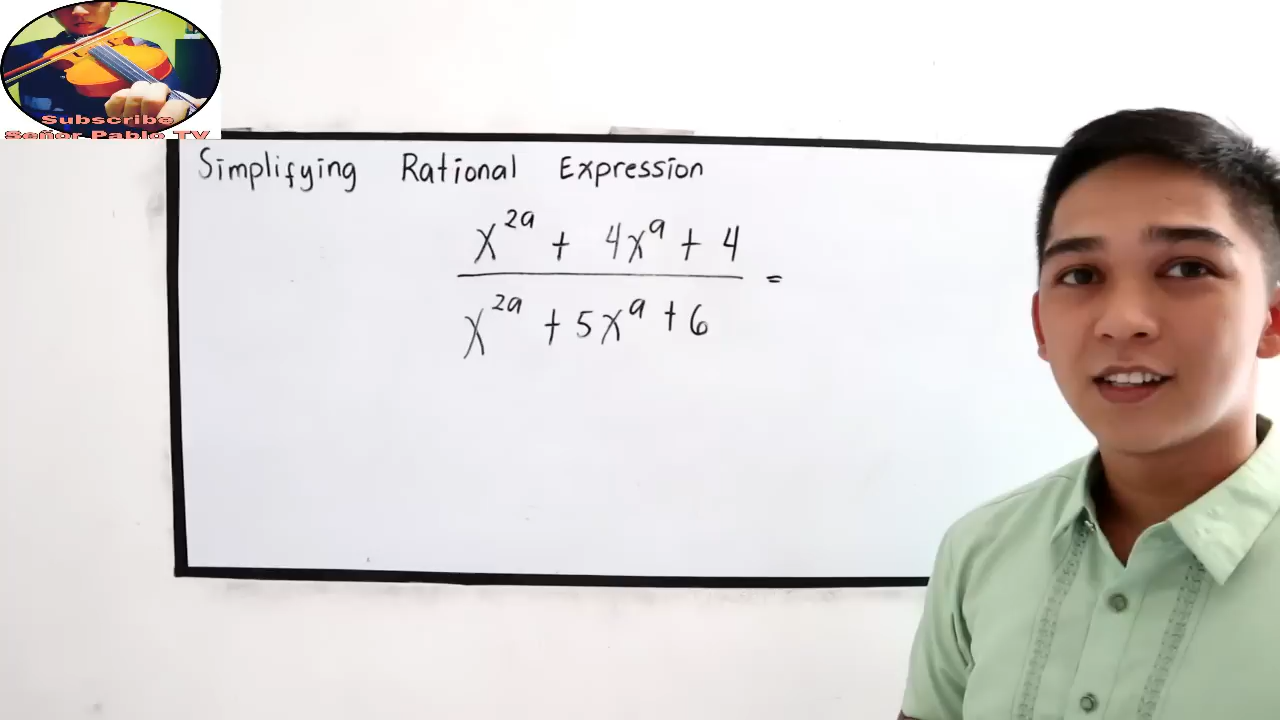 Subscribe
Señor Pablo TV
Simplifying Rational Expression
x^{2a} + 4x^a + 4
x^{2a} + 5x^a + 6
=